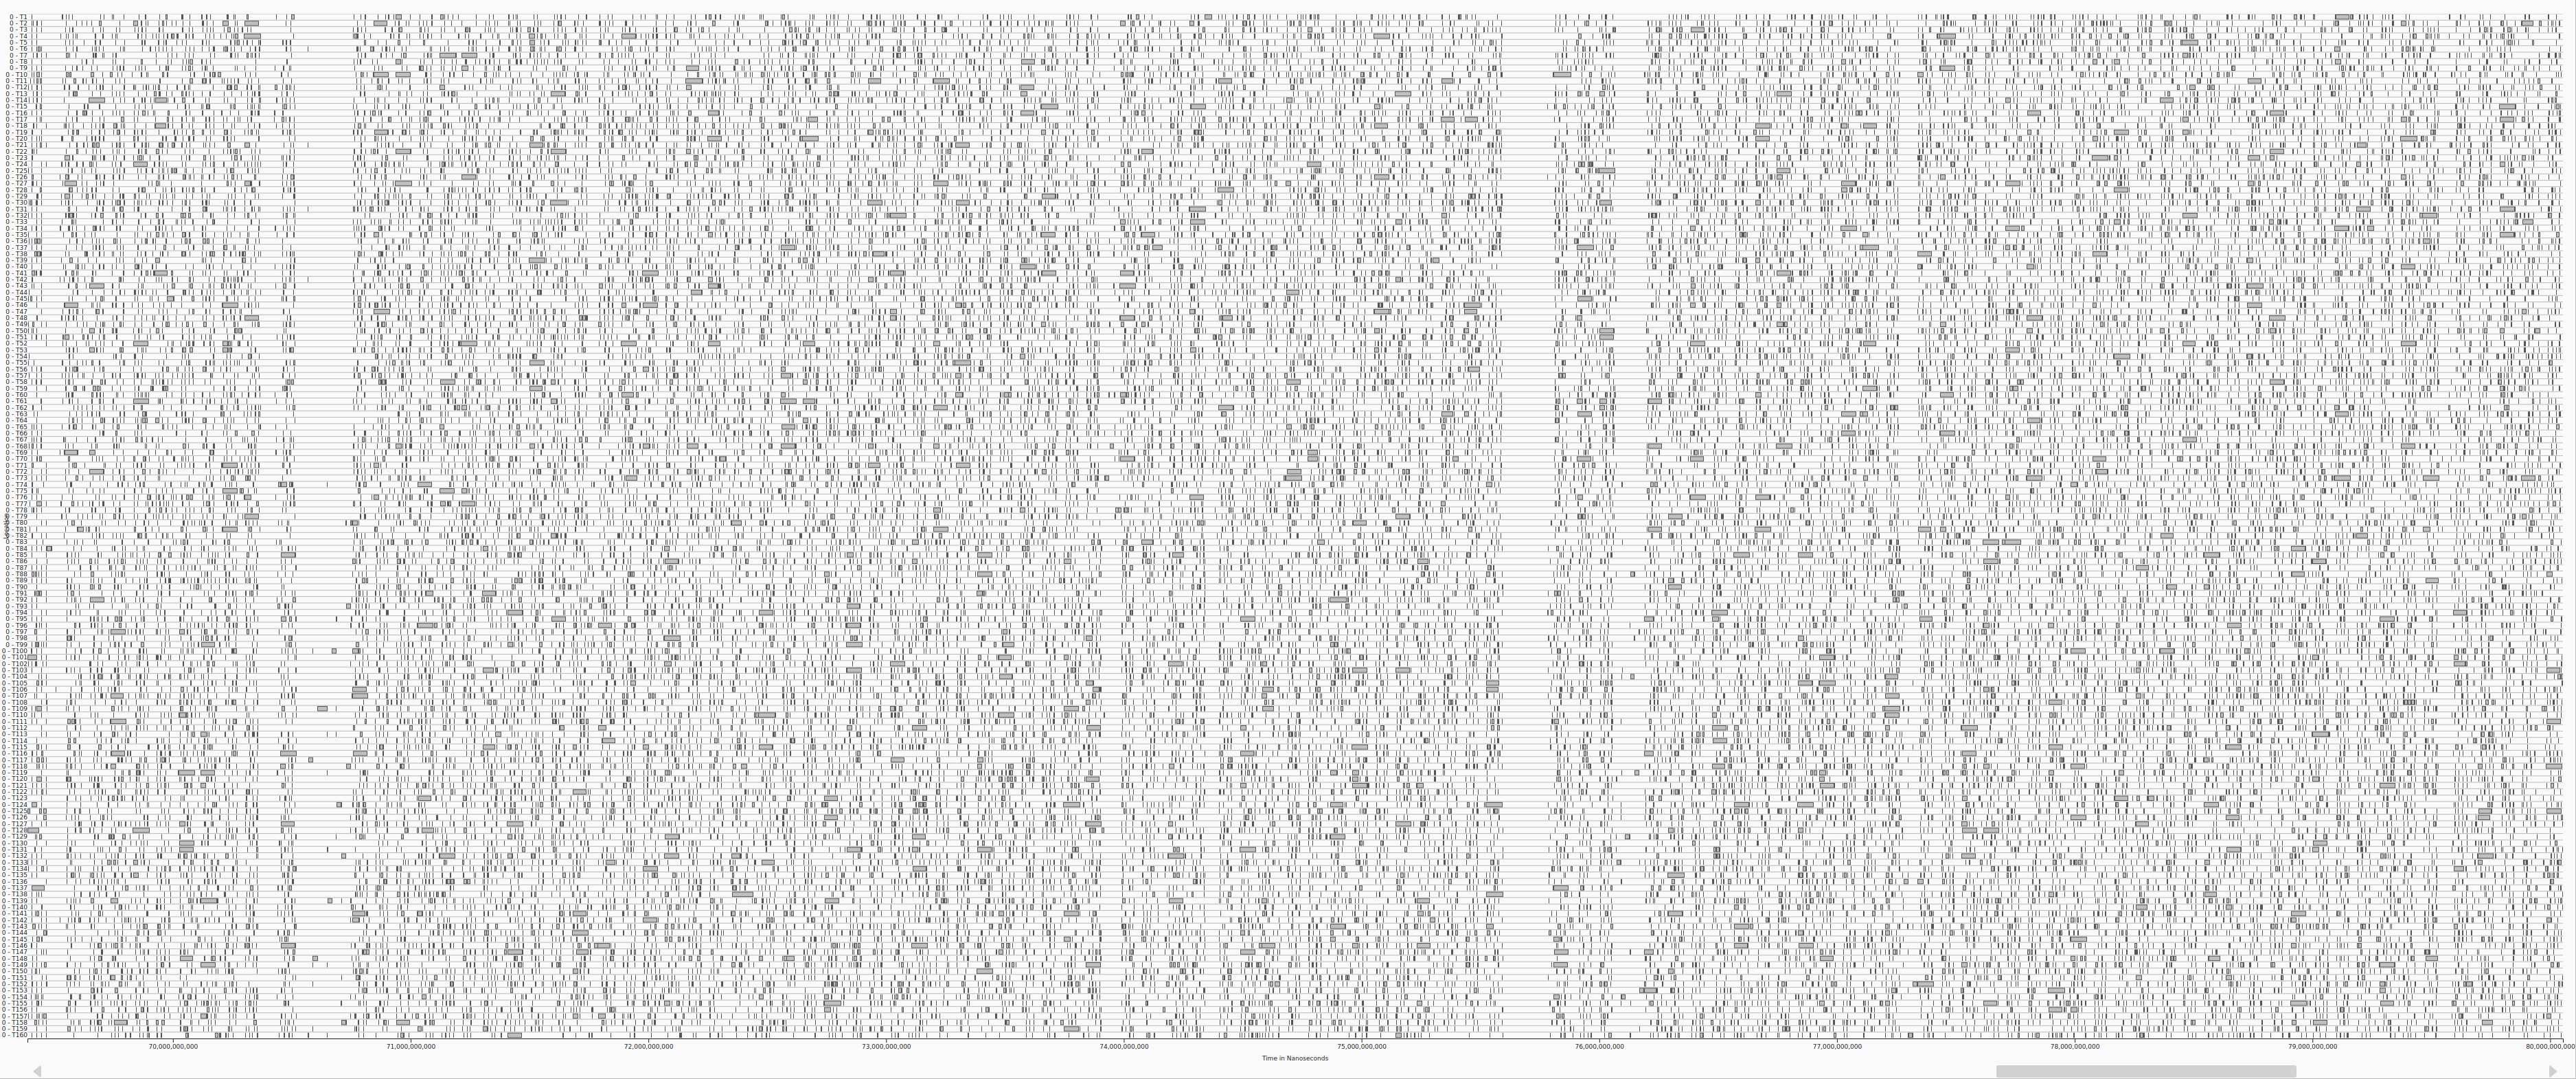 0 - T1
0 - T2
0 - T3
0 - T4
0 - T5
0 - T6
0 - T7
0 - T8
0 - T9
0 - T10
0 - T11
0 - T12
0 - T13
0 - T14
0 - T15
0 - T16
0 - T17
0 - T18
0 - T19
0 - T20
0 - T21
0 - T22
0 - T23
0 - T24
0 - T25
0 - T26
0 - T27
0 - T28
0 - T29
0 - T30
0 - T31
0 - T32
0 - T33
0 - T34
0 - T35
0 - T36
0 - T37
0 - T38
0 - T39
0 - T40
0 - T41
0 - T42
0 - T43
0 - T44
0 - T45
0 - T46
0 - T47
0 - T48
0 - T49
0 - T50
0 - T51
0 - T52
0 - T53
0 - T54
0 - T55
0 - T56
0 - T57
0 - T58
0 - T59
0 - T60
0 - T61
0 - T62
0 - T63
0 - T64
0 - T65
0 - T66
0 - T67
0 - T68
0 - T69
0 - T70
0 - T71
0 - T72
0 - T73
0 - T74
0 - T75
0 - T76
0 - T77
0 - T78
0 - T79
0 - T80
0 - T81
0 - T82
0 - T83
0 - T84
0 - T85
0 - T86
0 - T87
0 - T88
0 - T89
0 - T90
0 - T91
0 - T93
0 - T94
0 - T95
0 - T96
0 - T97
0 - T98
0 - T99
0 - T100
0 - T101
0 - T102
0 - T103
0 - T104
0 - T105
0 - T106
0 - T107
0 - T108
0 - T109
0 - T110
0 - T111
0 - T112
0 - T113
0 - T114
0 - T115
0 - T116
0 - T117
0 - T118
0 - T119
0 - T120
0 - T121
0 - T122
0 - T123
0 - T124
0 - T125
0 - T126
0 - T127
0 - T128
0 - T129
0 - T130
0 - T131
0 - T132
0 - T133
0 - T134
0 - T135
0 - T136
0 - T137
0 - T138
0 - T139
0 - T140
0 - T141
0 - T142
0 - T143
0 - T144
0 - T145
0 - T146
0 - T147
0 - T148
0 - T149
0 - T150
0 - T151
0 - T152
0 - T153
0 - T154
0 - T155
0 - T156
0 - T157
0 - T158
0 - T159
0 - T160
70,000,000,000 71,000,000,000 72,000,000,000 73,000,000,000 74,000,000,000 75,000,000,000 76,000,000,000 77,000,000,000 78,000,000,000 79,000,000,000 80,000,000,000
Time in Nanoseconds